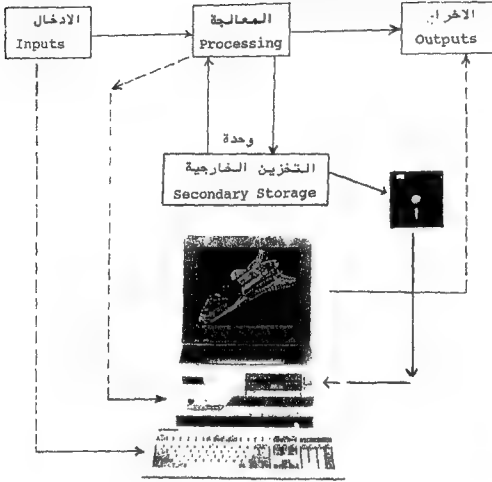 الادخال
Inputs
المعالجة
Processing
الاخراج
Outputs
وحدة
التخزين الخارجية
Secondary Storage